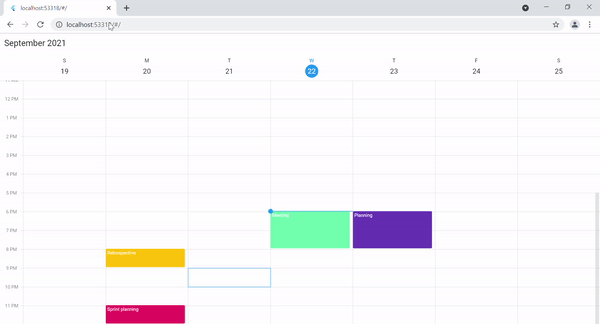 localhost:53318/#/
localhost:53318/#/
September 2021
S M T W T F S
19 20 21 22 23 24 25
11 AM
12 PM
1 PM
2 PM
3 PM
4 PM
5 PM
6 PM
Planning Planning
7 PM
8 PM
Retrospective
9 PM
10 PM
11 PM
Sprint planning